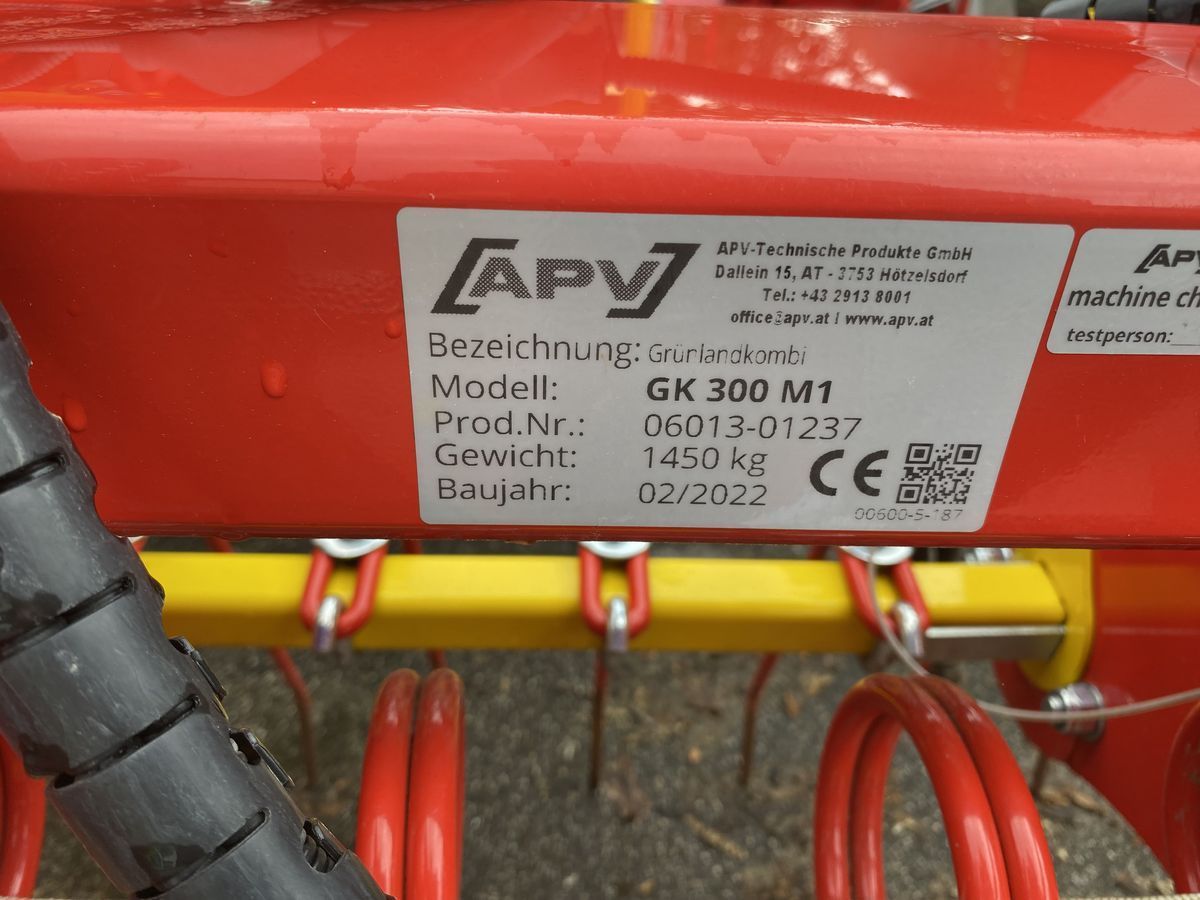 [APV]
APV-Technische Produkte GmbH
Dallein 15, AT - 3753 Hötzelsdorf
Tel.: +43 2913 8001
office@apv.at | www.apv.at
Bezeichnung: Grünlandkombi
Modell: GK 300 M1
Prod.Nr.: 06013-01237
Gewicht: 1450 kg
Baujahr: 02/2022
CE
00600-5-187
[APV
machine ch
testperson: